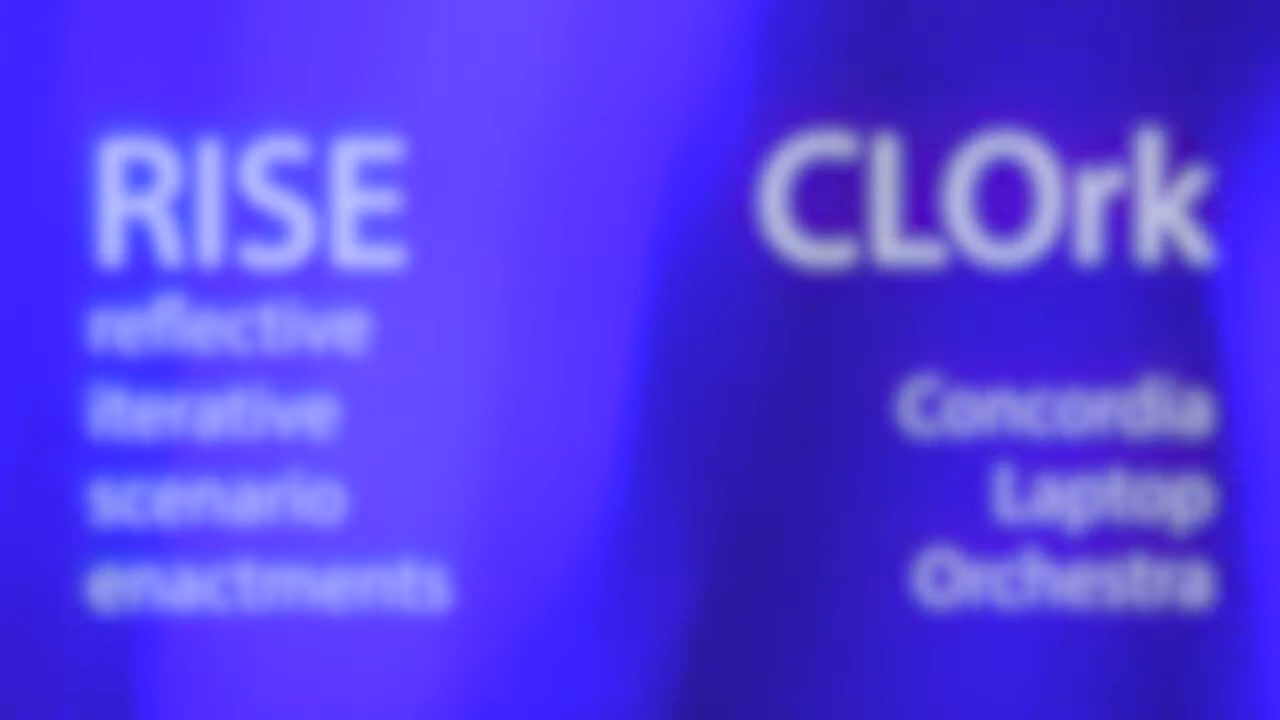 RISE
reflective
iterative
scenario
enactments
CLOrk
Concordia
Laptop
Orchestra